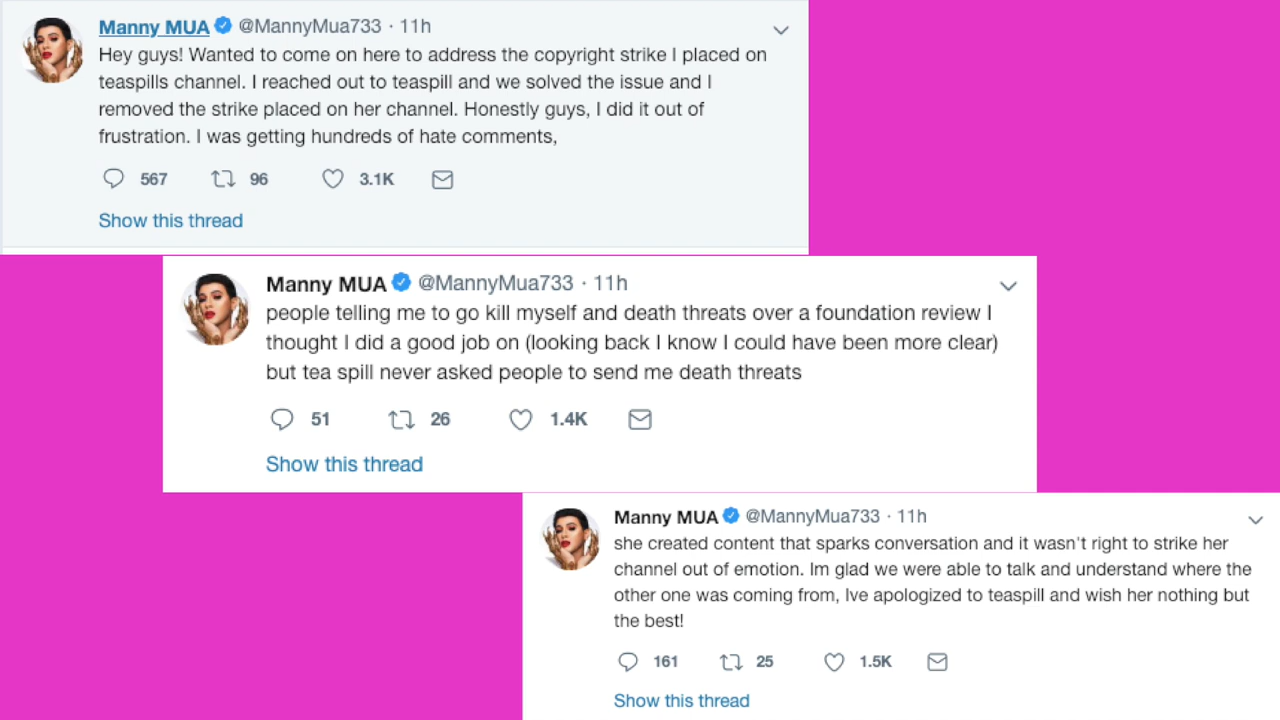 Manny MUA @MannyMua733 · 11h
Hey guys! Wanted to come on here to address the copyright strike I placed on
teaspills channel. I reached out to teaspill and we solved the issue and I
removed the strike placed on her channel. Honestly guys, I did it out of
frustration. I was getting hundreds of hate comments,
567 96 3.1K
Show this thread
Manny MUA @MannyMua733 · 11h
people telling me to go kill myself and death threats over a foundation review I
thought I did a good job on (looking back I know I could have been more clear)
but tea spill never asked people to send me death threats
51 26 1.4K
Show this thread
Manny MUA @MannyMua733 · 11h
she created content that sparks conversation and it wasn't right to strike her
channel out of emotion. Im glad we were able to talk and understand where the
other one was coming from, Ive apologized to teaspill and wish her nothing but
the best!
161 25 1.5K
Show this thread